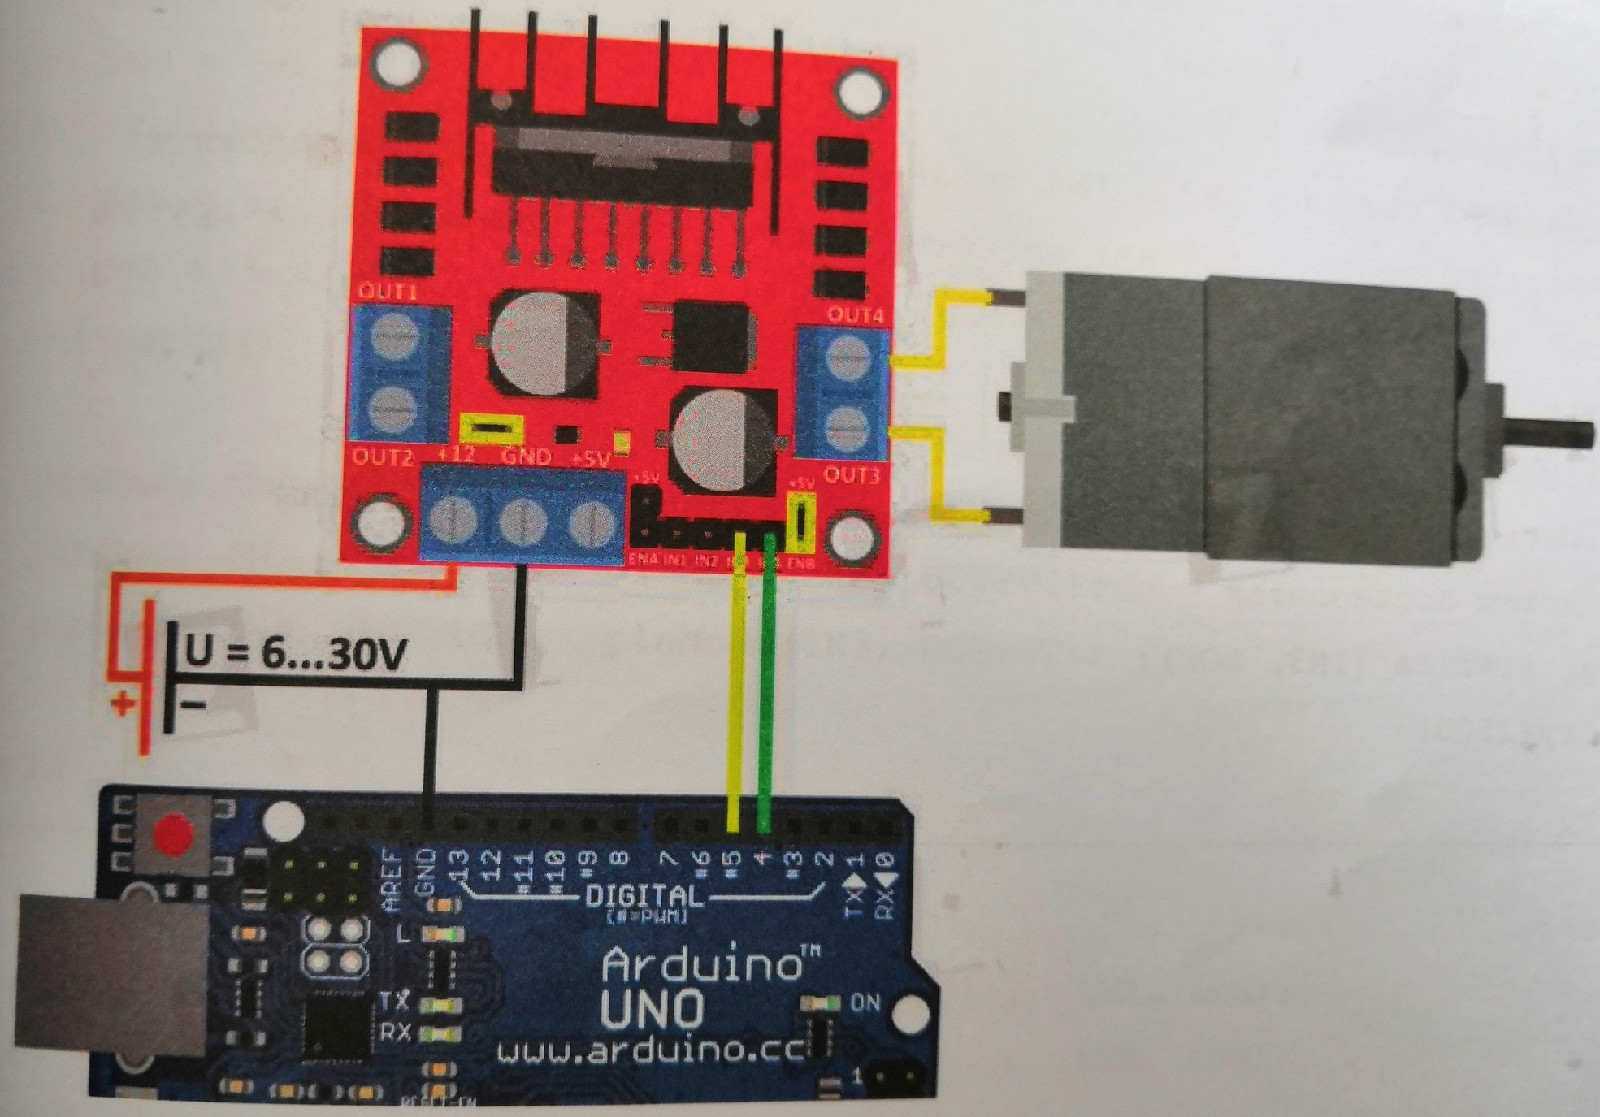 OUT1
OUT4
OUT2
+12 GND +5V
OUT3
+5V
+5V
ENA IN1 IN2 ENB
U = 6...30V
+
-
AREF
GND
13
12
11
10
9
8
7
6
5
4
3
2
TX 1
RX 0
DIGITAL
(#=PWM)
L
TX
RX
Arduino™
UNO
www.arduino.cc
ON
1